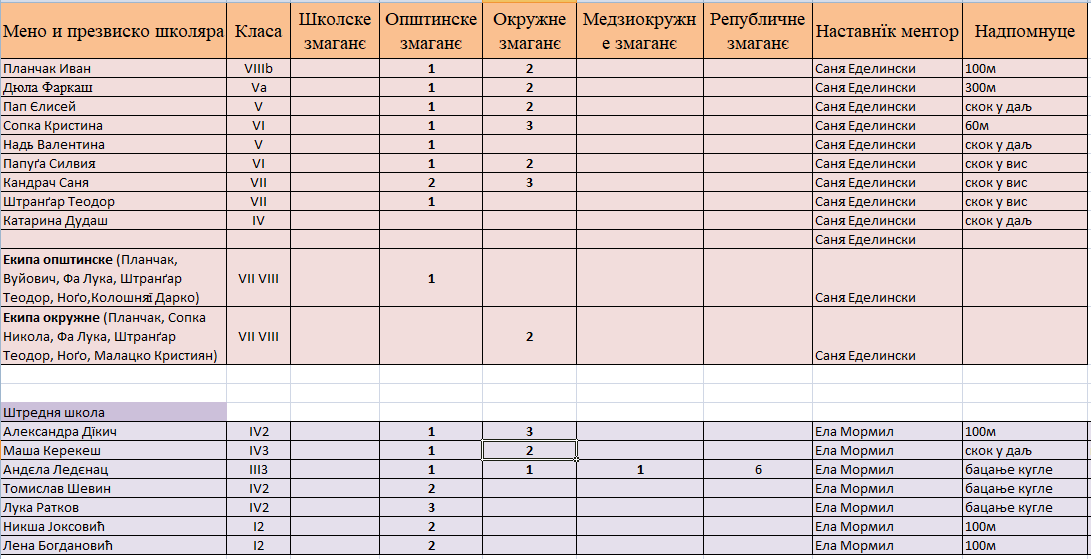 Мено и презвиско школяра Класа Школске змаганє Општинске змаганє Окружне змаганє Медзиокружне змаганє Републичне змаганє Наставнїк ментор Надпомнуце
Планчак Иван VIIIb 1 2 Саня Еделински 100м
Дюла Фаркаш Va 1 2 Саня Еделински 300м
Пап Єлисей V 1 2 Саня Еделински скок у даљ
Сопка Кристина VI 1 3 Саня Еделински 60м
Надь Валентина V 1 Саня Еделински скок у даљ
Папуґа Силвия VI 1 2 Саня Еделински скок у вис
Кандрач Саня VII 2 3 Саня Еделински скок у вис
Штранґар Теодор VII 1 Саня Еделински скок у вис
Катарина Дудаш IV Саня Еделински скок у даљ
Саня Еделински
Екипа општинске (Планчак,
Вуйович, Фа Лука, Штранґар
Теодор, Ноґо,Колошняї Дарко) VII VIII 1 Саня Еделински
Екипа окружне (Планчак, Сопка
Никола, Фа Лука, Штранґар
Теодор, Ноґо, Малацко Кристиян) VII VIII 2 Саня Еделински
Штредня школа
Александра Дїкич IV2 1 3 Ела Мормил 100м
Маша Керекеш IV3 1 2 Ела Мормил скок у даљ
Андєла Ледєнац III3 1 1 1 6 Ела Мормил бацање кугле
Томислав Шевин IV2 2 Ела Мормил бацање кугле
Лука Ратков IV2 3 Ела Мормил бацање кугле
Никша Јоксовић I2 2 Ела Мормил 100м
Лена Богдановић I2 2 Ела Мормил 100м